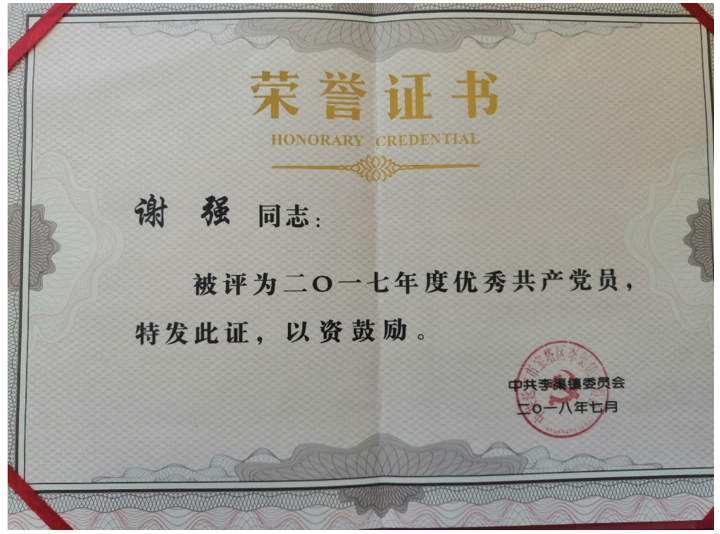 荣誉证书
HONORARY CREDENTIAL
谢 强 同志：
被评为二〇一七年度优秀共产党员，
特发此证，以资鼓励。
中共李渠镇委员会
二〇一八年七月